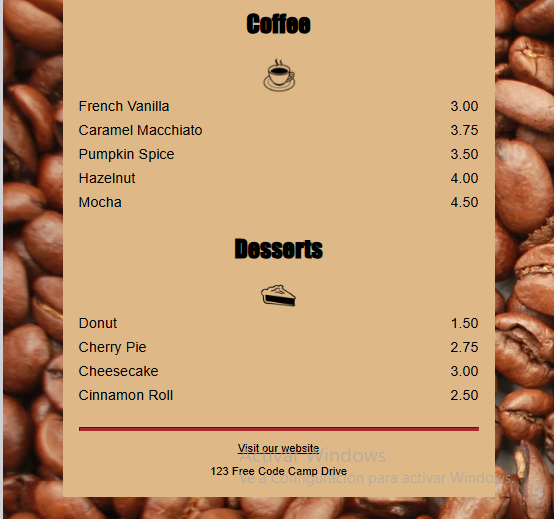 Coffee
French Vanilla 3.00
Caramel Macchiato 3.75
Pumpkin Spice 3.50
Hazelnut 4.00
Mocha 4.50
Desserts
Donut 1.50
Cherry Pie 2.75
Cheesecake 3.00
Cinnamon Roll 2.50
Visit our website
Activar Windows
123 Free Code Camp Drive
Ve a Configuración para activar Windows.